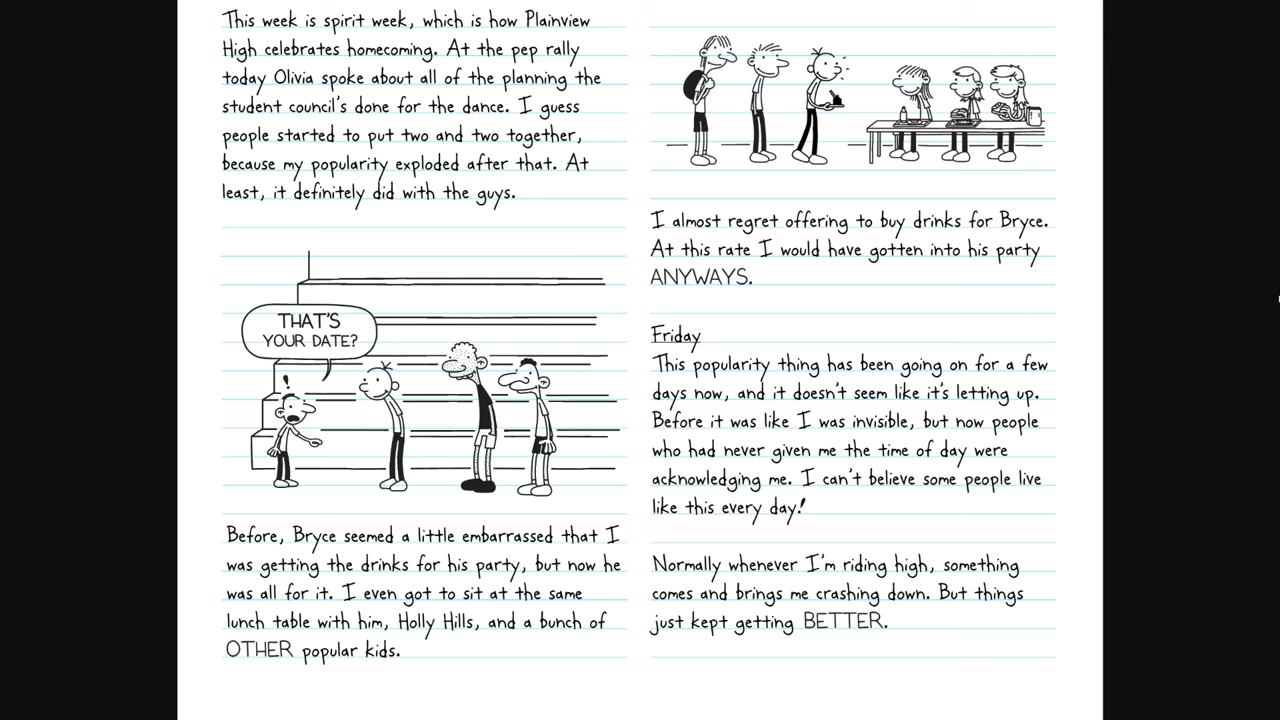 This week is spirit week, which is how Plainview
High celebrates homecoming. At the pep rally
today Olivia spoke about all of the planning the
student council's done for the dance. I guess
people started to put two and two together,
because my popularity exploded after that. At
least, it definitely did with the guys.
THAT'S
YOUR DATE?
!
Before, Bryce seemed a little embarrassed that I
was getting the drinks for his party, but now he
was all for it. I even got to sit at the same
lunch table with him, Holly Hills, and a bunch of
OTHER popular kids.
I almost regret offering to buy drinks for Bryce.
At this rate I would have gotten into his party
ANYWAYS.
Friday
This popularity thing has been going on for a few
days now, and it doesn't seem like it's letting up.
Before it was like I was invisible, but now people
who had never given me the time of day were
acknowledging me. I can't believe some people live
like this every day!
Normally whenever I'm riding high, something
comes and brings me crashing down. But things
just kept getting BETTER.